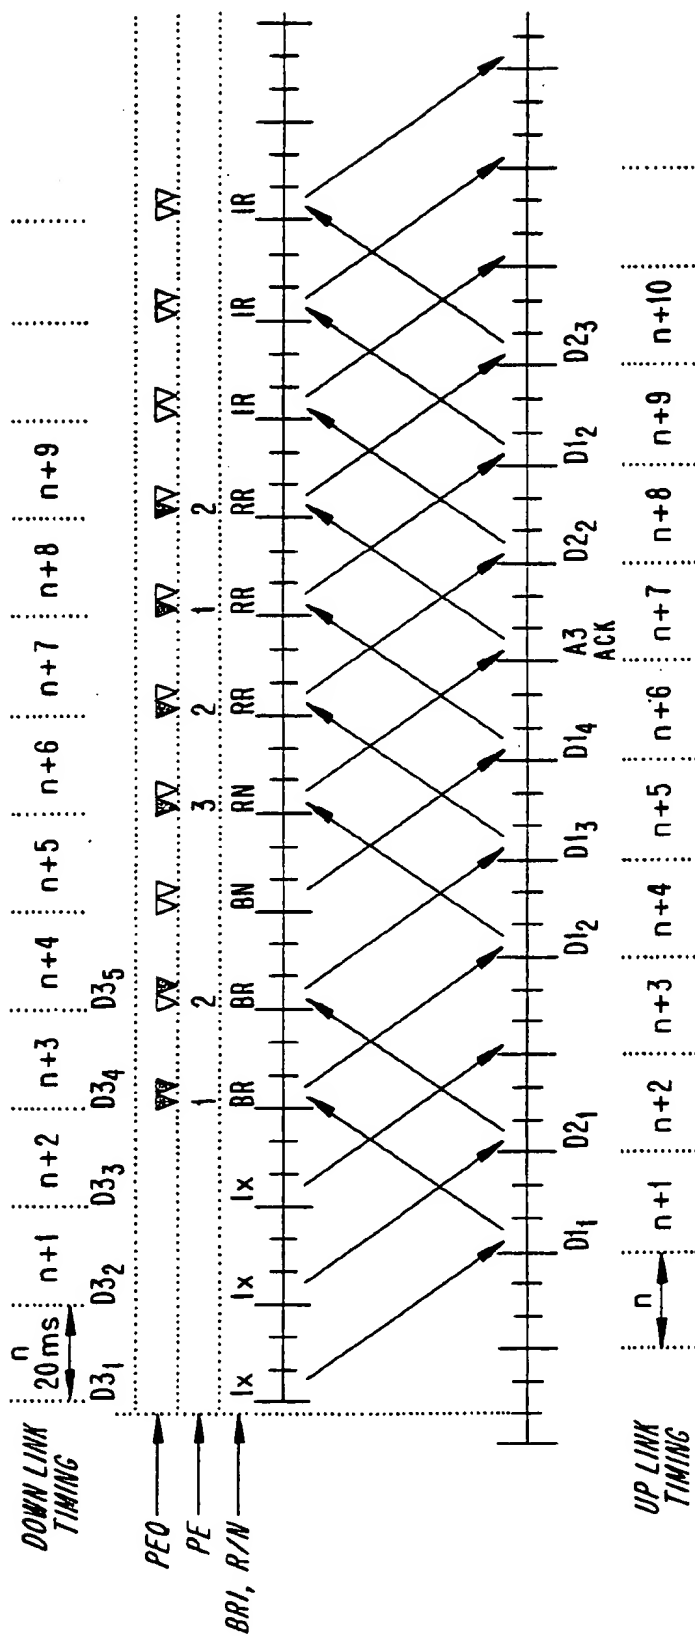 DOWN LINK
TIMING
n
20ms
n+1 n+2 n+3 n+4 n+5 n+6 n+7 n+8 n+9
D3₁ D3₂ D3₃ D3₄ D3₅
PEQ
PE
1 2 3 2 1 2
BRI, R/N
Ix Ix Ix BR BR BN RN RR RR RR IR IR IR
D1₁ D2₁ D1₂ D1₃ D1₄ A3 D2₂ D1₂ D2₃
ACK
UP LINK
TIMING
n n+1 n+2 n+3 n+4 n+5 n+6 n+7 n+8 n+9 n+10